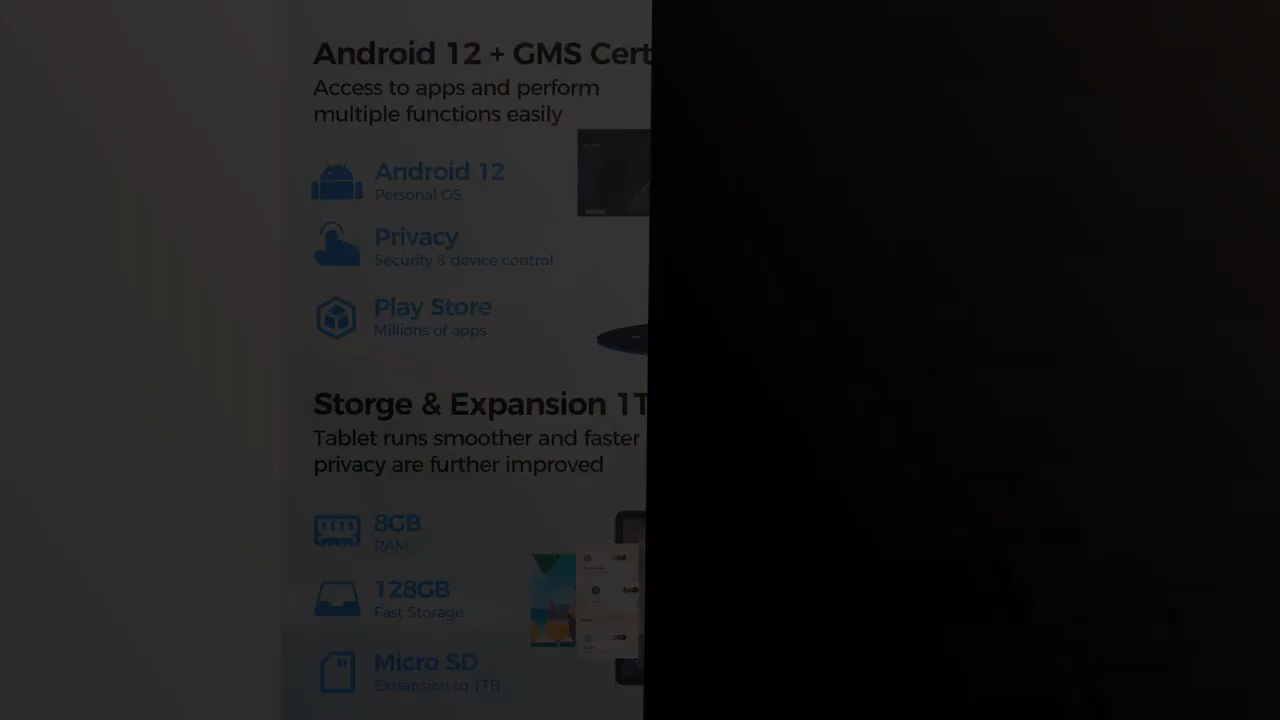 Android 12 + GMS Cert
Access to apps and perform
multiple functions easily
Android 12
Personal OS
Privacy
Security & device control
Play Store
Millions of apps
Storge & Expansion 1T
Tablet runs smoother and faster
privacy are further improved
8GB
RAM
128GB
Fast Storage
Micro SD
Expansion to 1TB